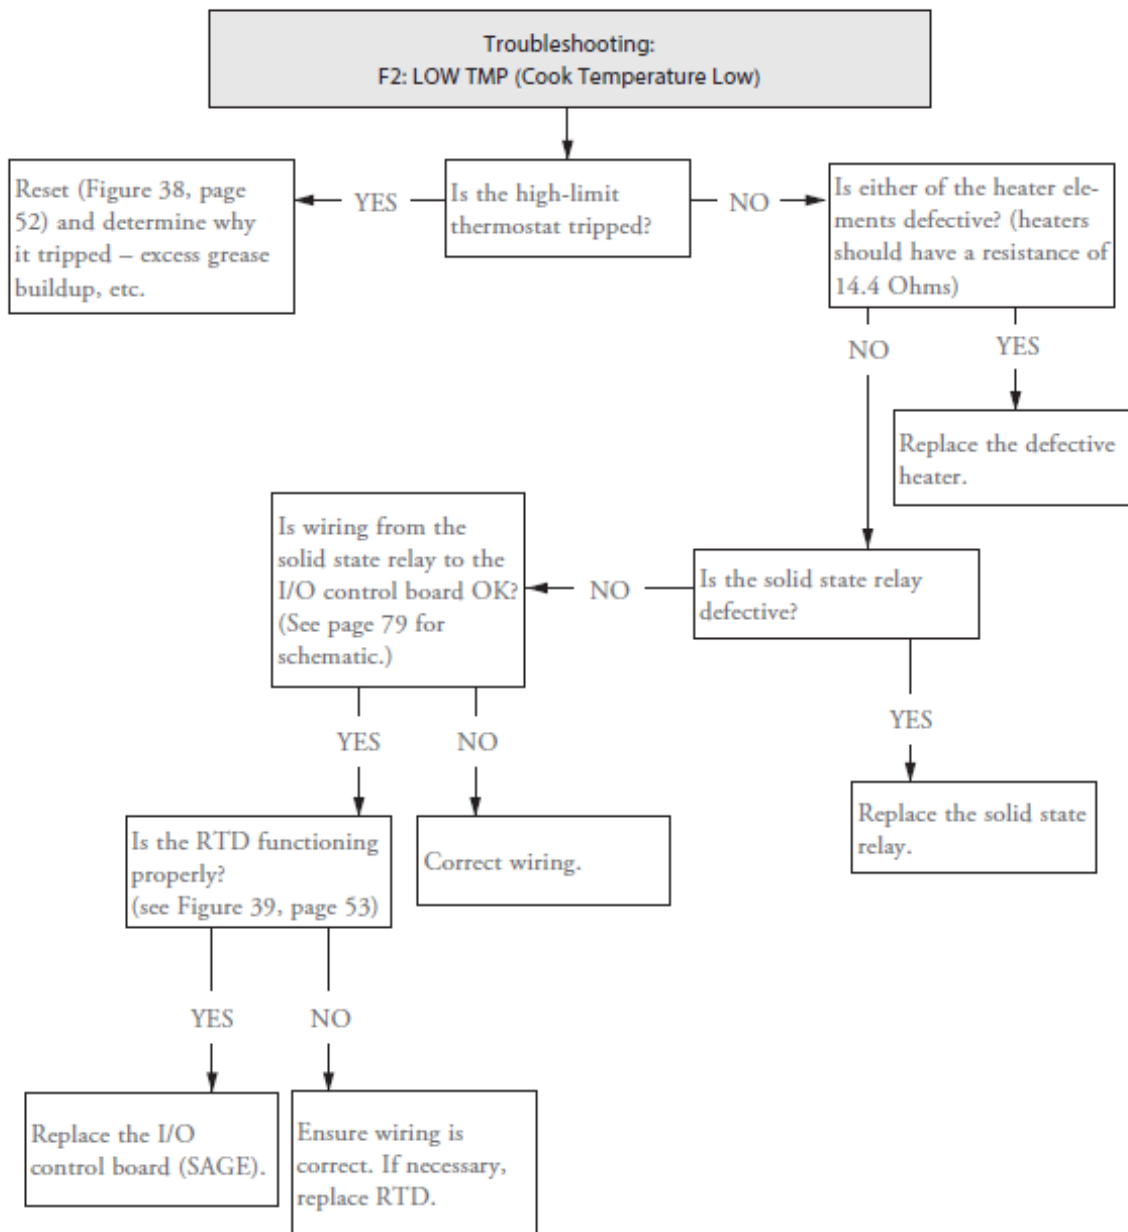 Troubleshooting:
F2: LOW TMP (Cook Temperature Low)
Reset (Figure 38, page
52) and determine why
it tripped – excess grease
buildup, etc.
YES
Is the high-limit
thermostat tripped?
NO
Is either of the heater ele-
ments defective? (heaters
should have a resistance of
14.4 Ohms)
NO
YES
Replace the defective
heater.
Is wiring from the
solid state relay to the
I/O control board OK?
(See page 79 for
schematic.)
NO
Is the solid state relay
defective?
YES
NO
YES
Is the RTD functioning
properly?
(see Figure 39, page 53)
Correct wiring.
Replace the solid state
relay.
YES
NO
Replace the I/O
control board (SAGE).
Ensure wiring is
correct. If necessary,
replace RTD.